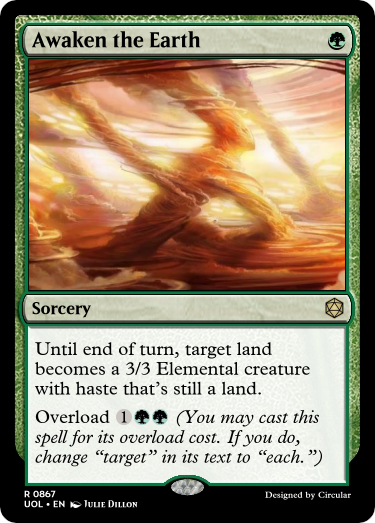 Awaken the Earth
Sorcery
Until end of turn, target land
becomes a 3/3 Elemental creature
with haste that's still a land.
Overload 1 (You may cast this
spell for its overload cost. If you do,
change “target” in its text to “each.”)
R 0867
UOL • EN JULIE DILLON
Designed by Circular